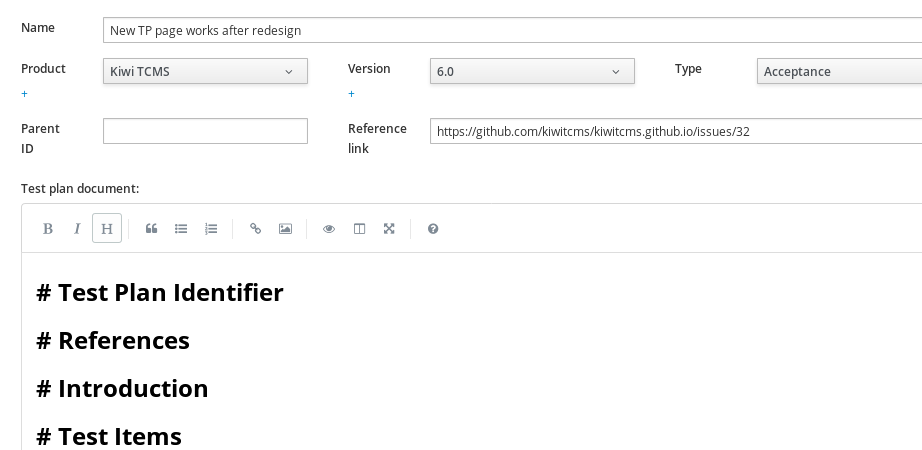 Name New TP page works after redesign
Product Kiwi TCMS Version 6.0 Type Acceptance
+ +
Parent ID Reference link https://github.com/kiwitcms/kiwitcms.github.io/issues/32
Test plan document:
B I H
# Test Plan Identifier
# References
# Introduction
# Test Items